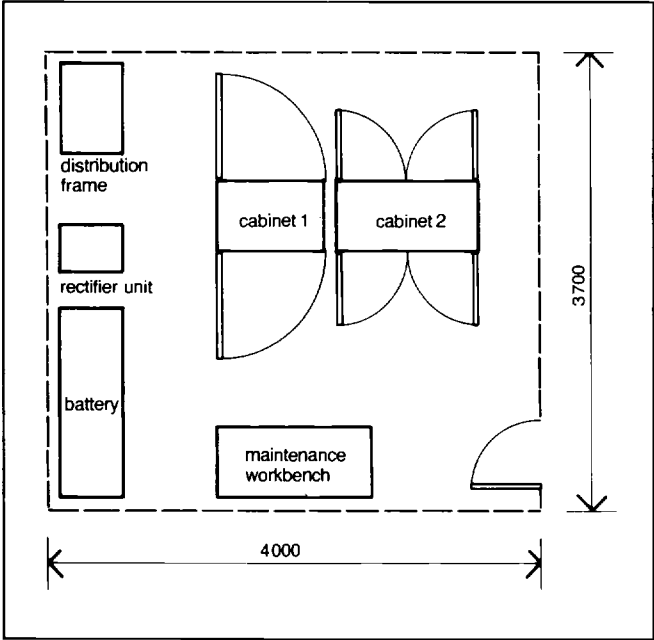 distribution
frame
cabinet 1
cabinet 2
rectifier unit
3700
battery
maintenance
workbench
4000